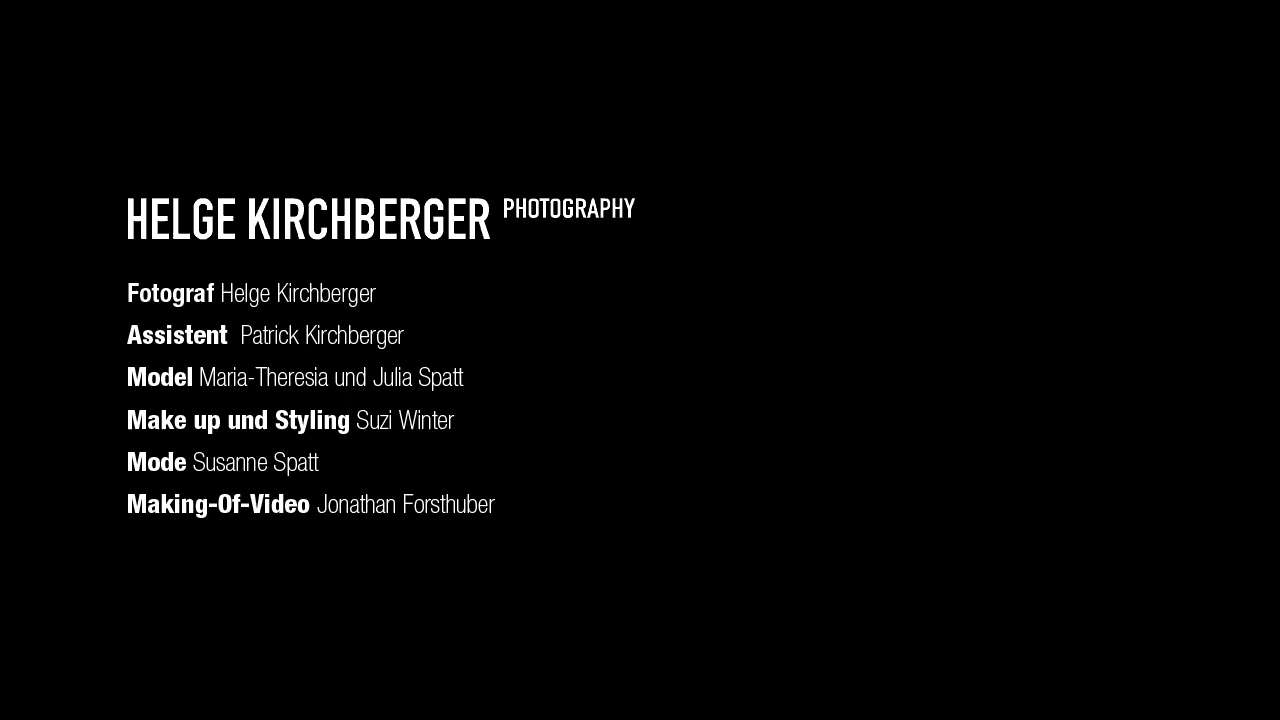 HELGE KIRCHBERGER PHOTOGRAPHY
Fotograf Helge Kirchberger
Assistent Patrick Kirchberger
Model Maria-Theresia und Julia Spatt
Make up und Styling Suzi Winter
Mode Susanne Spatt
Making-Of-Video Jonathan Forsthuber